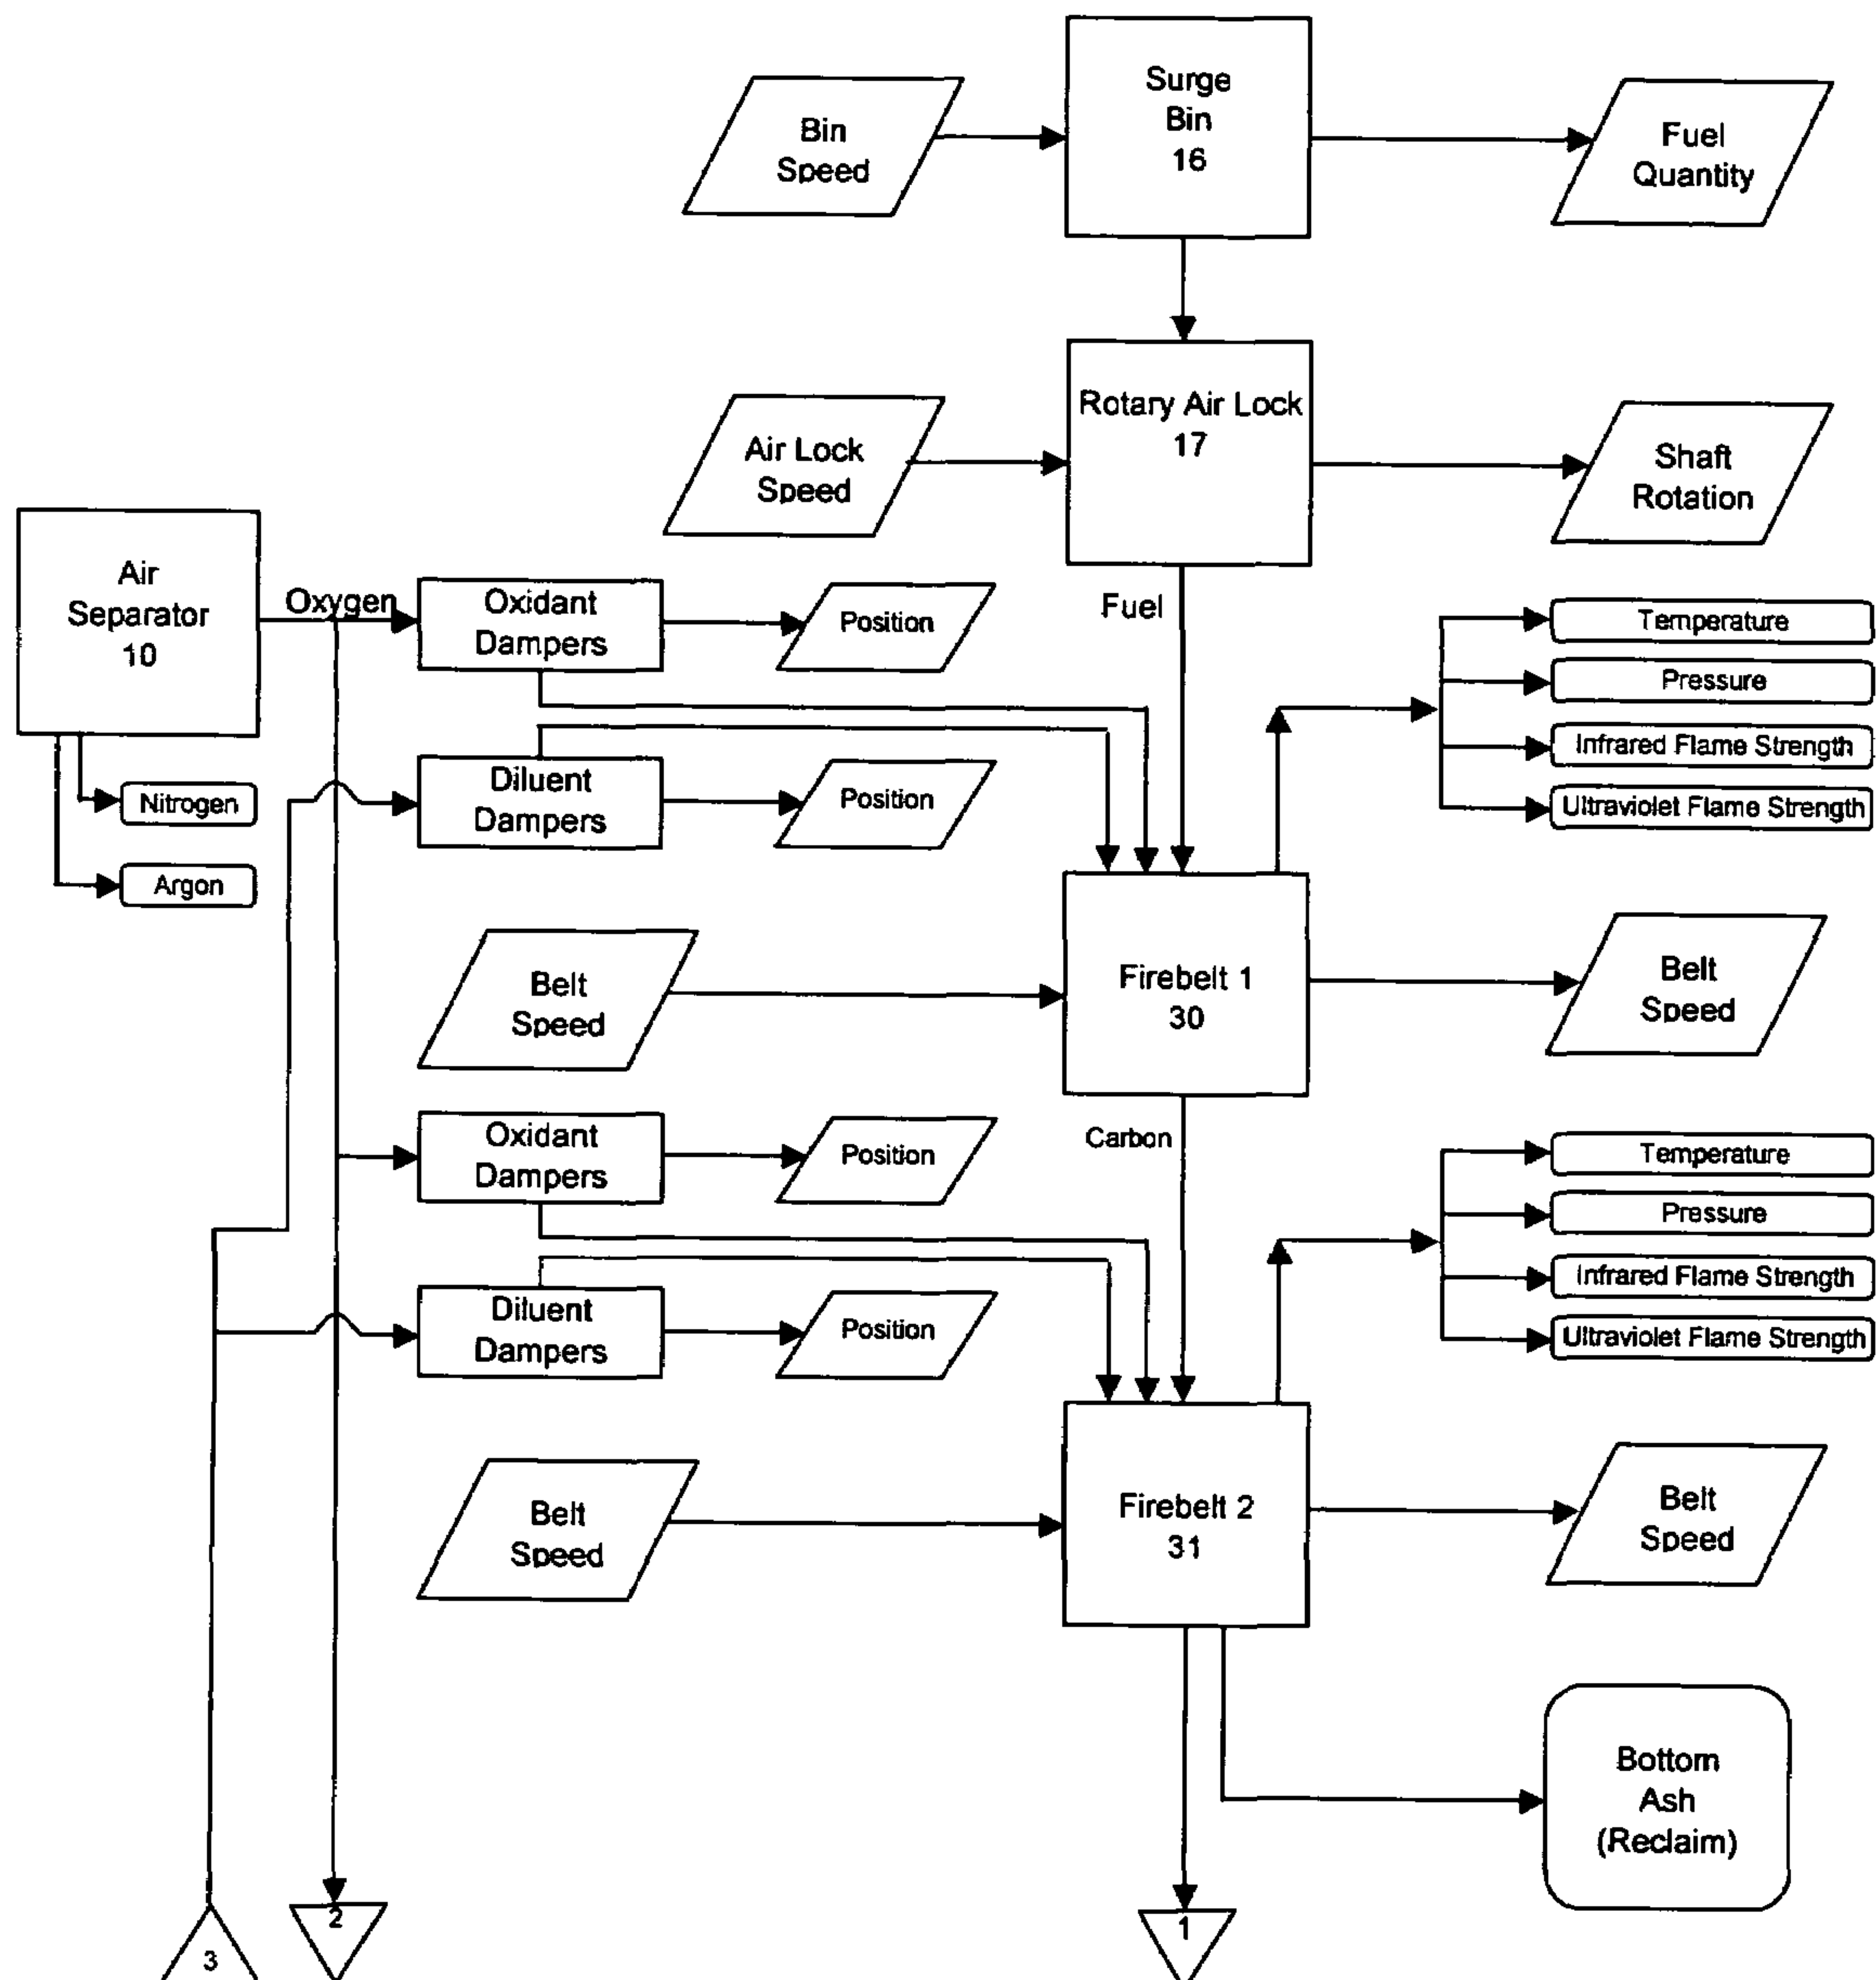 Surge
Bin
16
Bin
Speed
Fuel
Quantity
Rotary Air Lock
17
Air Lock
Speed
Shaft
Rotation
Air
Separator
10
Oxygen
Oxidant
Dampers
Position
Fuel
Temperature
Pressure
Infrared Flame Strength
Ultraviolet Flame Strength
Diluent
Dampers
Position
Nitrogen
Argon
Belt
Speed
Firebelt 1
30
Belt
Speed
Oxidant
Dampers
Position
Carbon
Temperature
Pressure
Infrared Flame Strength
Ultraviolet Flame Strength
Diluent
Dampers
Position
Belt
Speed
Firebelt 2
31
Belt
Speed
Bottom
Ash
(Reclaim)
3
2
1